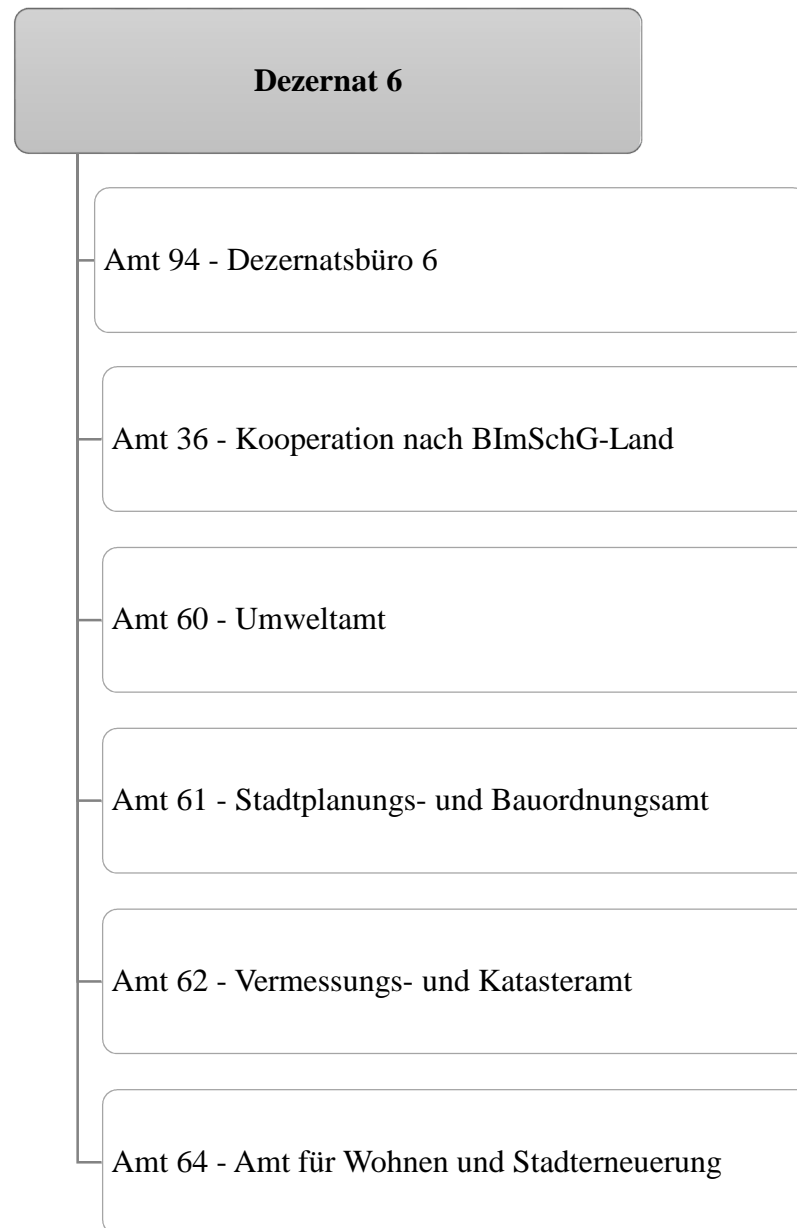 Dezernat 6
Amt 94 - Dezernatsbüro 6
Amt 36 - Kooperation nach BImSchG-Land
Amt 60 - Umweltamt
Amt 61 - Stadtplanungs- und Bauordnungsamt
Amt 62 - Vermessungs- und Katasteramt
Amt 64 - Amt für Wohnen und Stadterneuerung